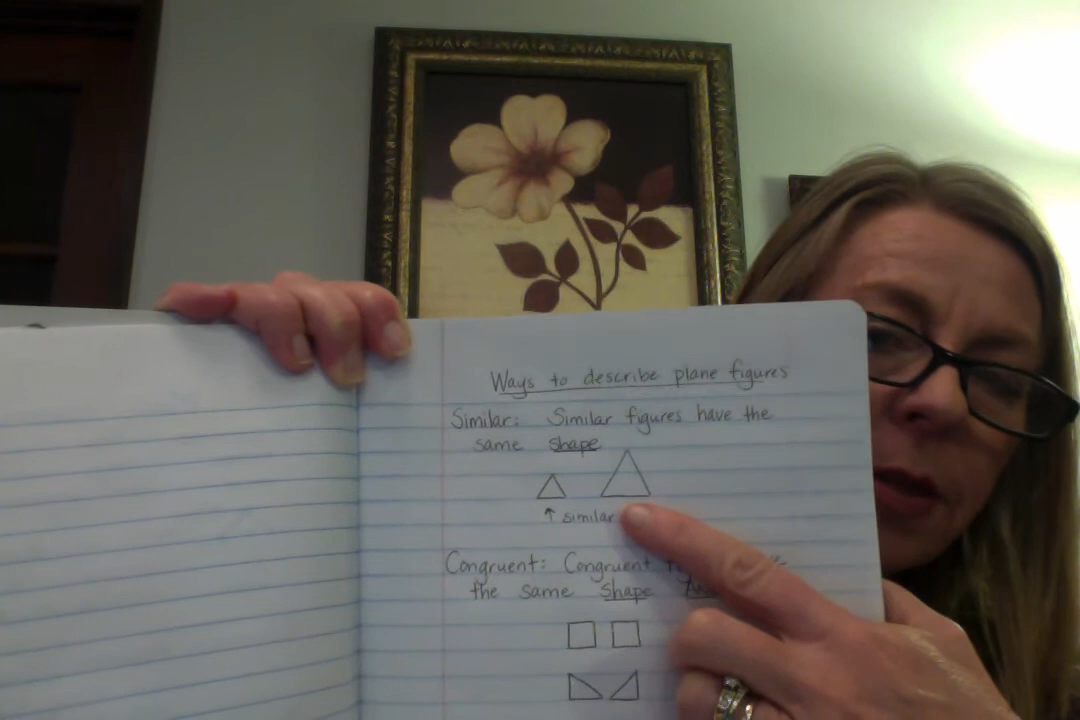 Ways to describe plane figures
Similar: Similar figures have the
same shape
↑ similar
Congruent: Congruent
the same shape